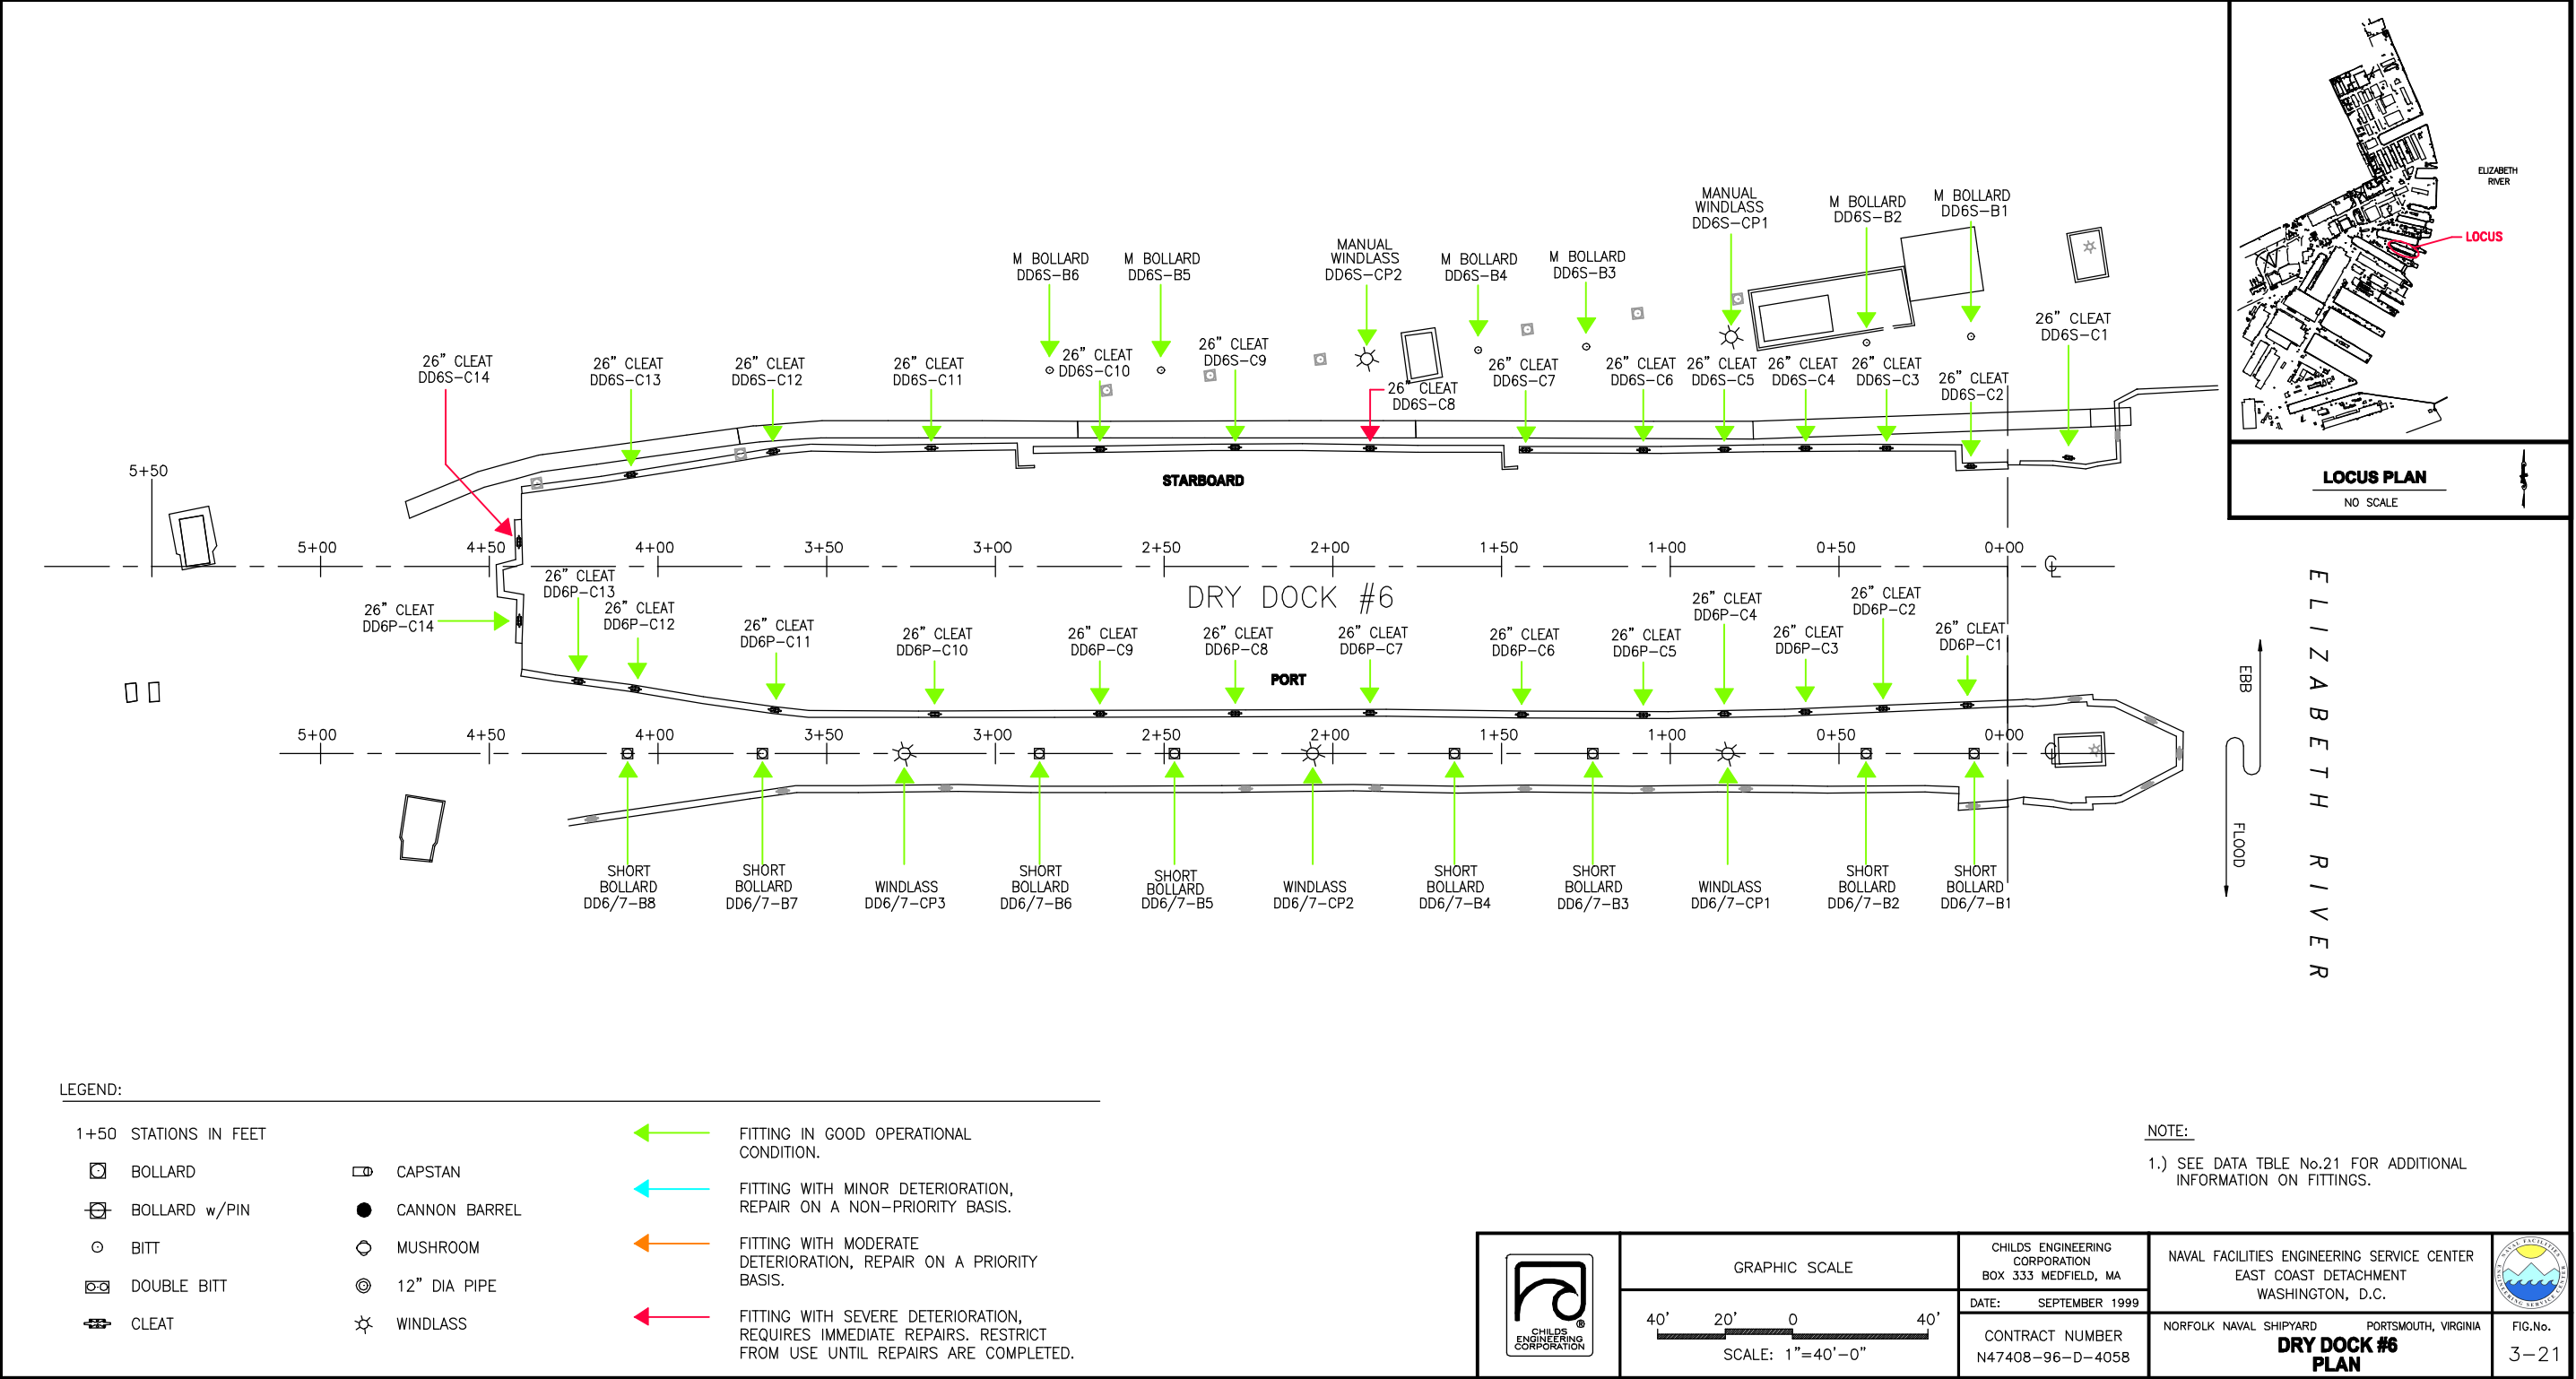 MANUAL
WINDLASS
DD6S-CP1
M BOLLARD
DD6S-B2
M BOLLARD
DD6S-B1
M BOLLARD
DD6S-B6
M BOLLARD
DD6S-B5
MANUAL
WINDLASS
DD6S-CP2
M BOLLARD
DD6S-B4
M BOLLARD
DD6S-B3
26" CLEAT
DD6S-C14
26" CLEAT
DD6S-C13
26" CLEAT
DD6S-C12
26" CLEAT
DD6S-C11
26" CLEAT
DD6S-C10
26" CLEAT
DD6S-C9
26" CLEAT
DD6S-C8
26" CLEAT
DD6S-C7
26" CLEAT
DD6S-C6
26" CLEAT
DD6S-C5
26" CLEAT
DD6S-C4
26" CLEAT
DD6S-C3
26" CLEAT
DD6S-C2
26" CLEAT
DD6S-C1
STARBOARD
5+50
5+00
4+50
4+00
3+50
3+00
2+50
2+00
1+50
1+00
0+50
0+00
CL
DRY DOCK #6
26" CLEAT
DD6P-C14
26" CLEAT
DD6P-C13
26" CLEAT
DD6P-C12
26" CLEAT
DD6P-C11
26" CLEAT
DD6P-C10
26" CLEAT
DD6P-C9
26" CLEAT
DD6P-C8
26" CLEAT
DD6P-C7
26" CLEAT
DD6P-C6
26" CLEAT
DD6P-C5
26" CLEAT
DD6P-C4
26" CLEAT
DD6P-C3
26" CLEAT
DD6P-C2
26" CLEAT
DD6P-C1
PORT
5+00
4+50
4+00
3+50
3+00
2+50
2+00
1+50
1+00
0+50
0+00
SHORT
BOLLARD
DD6/7-B8
SHORT
BOLLARD
DD6/7-B7
WINDLASS
DD6/7-CP3
SHORT
BOLLARD
DD6/7-B6
SHORT
BOLLARD
DD6/7-B5
WINDLASS
DD6/7-CP2
SHORT
BOLLARD
DD6/7-B4
SHORT
BOLLARD
DD6/7-B3
WINDLASS
DD6/7-CP1
SHORT
BOLLARD
DD6/7-B2
SHORT
BOLLARD
DD6/7-B1
EBB
FLOOD
ELIZABETH RIVER
ELIZABETH
RIVER
LOCUS
LOCUS PLAN
NO SCALE
LEGEND:
1+50 STATIONS IN FEET
BOLLARD
BOLLARD w/PIN
BITT
DOUBLE BITT
CLEAT
CAPSTAN
CANNON BARREL
MUSHROOM
12" DIA PIPE
WINDLASS
FITTING IN GOOD OPERATIONAL
CONDITION.
FITTING WITH MINOR DETERIORATION,
REPAIR ON A NON-PRIORITY BASIS.
FITTING WITH MODERATE
DETERIORATION, REPAIR ON A PRIORITY
BASIS.
FITTING WITH SEVERE DETERIORATION,
REQUIRES IMMEDIATE REPAIRS. RESTRICT
FROM USE UNTIL REPAIRS ARE COMPLETED.
NOTE:
1.) SEE DATA TBLE No.21 FOR ADDITIONAL
INFORMATION ON FITTINGS.
CHILDS
ENGINEERING
CORPORATION
®
GRAPHIC SCALE
40' 20' 0 40'
SCALE: 1"=40'-0"
CHILDS ENGINEERING
CORPORATION
BOX 333 MEDFIELD, MA
DATE: SEPTEMBER 1999
CONTRACT NUMBER
N47408-96-D-4058
NAVAL FACILITIES ENGINEERING SERVICE CENTER
EAST COAST DETACHMENT
WASHINGTON, D.C.
NORFOLK NAVAL SHIPYARD PORTSMOUTH, VIRGINIA
DRY DOCK #6
PLAN
NAVAL FACILITIES
ENGINEERING SERVICE CENTER
FIG.No.
3-21